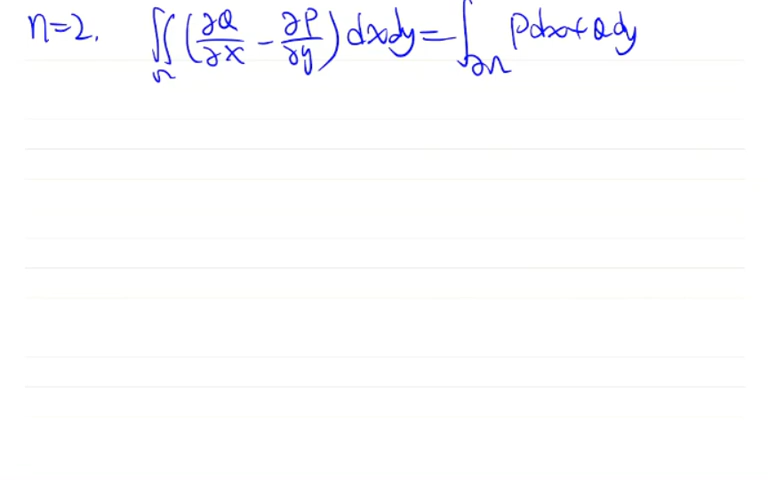 n=2. ∬_Ω (∂Q/∂x − ∂P/∂y) dxdy = ∫_∂Ω Pdx+Qdy